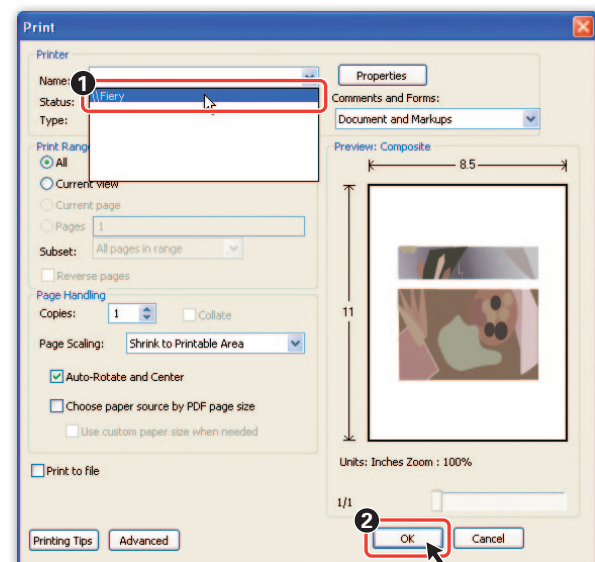 Print
Printer
Name:
1
\\Fiery
Properties
Status:
Comments and Forms:
Type:
Document and Markups
Print Rang
All
Current view
Current page
Pages 1
Subset: All pages in range
Reverse pages
Preview: Composite
8.5
11
Page Handling
Copies: 1 Collate
Page Scaling: Shrink to Printable Area
Auto-Rotate and Center
Choose paper source by PDF page size
Use custom paper size when needed
Print to file
Units: Inches Zoom : 100%
1/1
2
Printing Tips Advanced OK Cancel